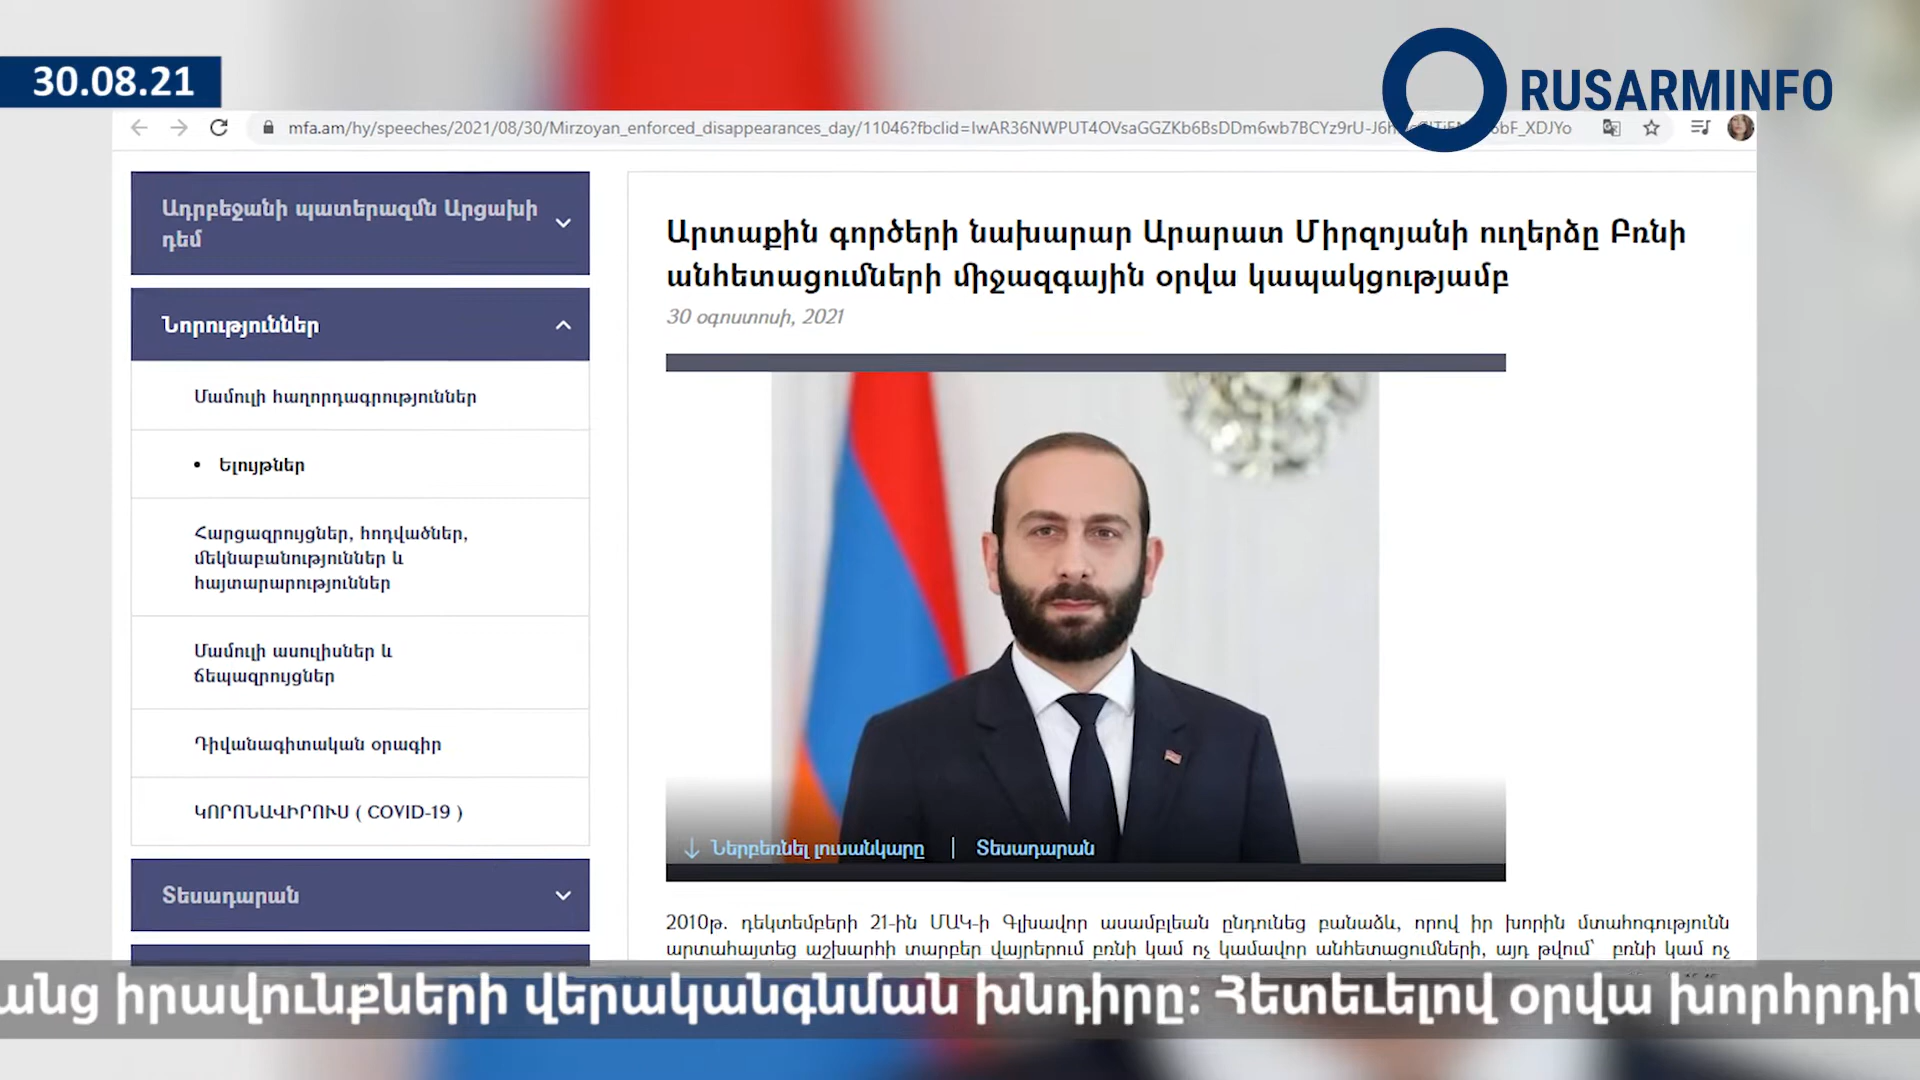 30.08.21
RUSARMINFO
mfa.am/hy/speeches/2021/08/30/Mirzoyan_enforced_disappearances_day/11046?fbclid=IwAR36NWPUT4OVsaGGZKb6BsDDm6wb7BCYz9rU-J6h
Ադրբեջանի պատերազմն Արցախի
դեմ
Նորություններ
Մամուլի հաղորդագրություններ
• Ելույթներ
Հարցազրույցներ, հոդվածներ,
մեկնաբանություններ և
հայտարարություններ
Մամուլի ասուլիսներ և
ճեպազրույցներ
Դիվանագիտական օրագիր
ԿՈՐՈՆԱՎԻՐՈՒՍ ( COVID-19 )
Տեսադարան
Արտաքին գործերի նախարար Արարատ Միրզոյանի ուղերձը Բռնի
անհետացումների միջազգային օրվա կապակցությամբ
30 օգոստոսի, 2021
Ներբեռնել լուսանկարը | Տեսադարան
2010թ. դեկտեմբերի 21-ին ՄԱԿ-ի Գլխավոր ասամբլեան ընդունեց բանաձև, որով իր խորին մտահոգությունն
արտահայտեց աշխարհի տարբեր վայրերում բռնի կամ ոչ կամավոր անհետացումների, այդ թվում՝ բռնի կամ ոչ
անց իրավունքների վերականգնման խնդիրը: Հետեւելով օրվա խորհրդին